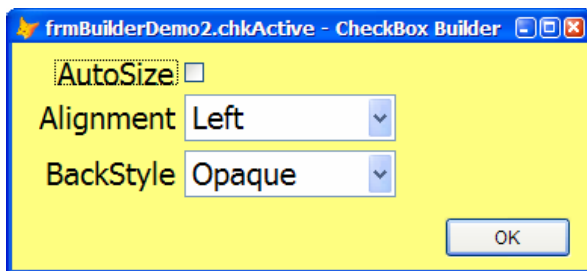 frmBuilderDemo2.chkActive - CheckBox Builder
AutoSize
Alignment Left
BackStyle Opaque
OK